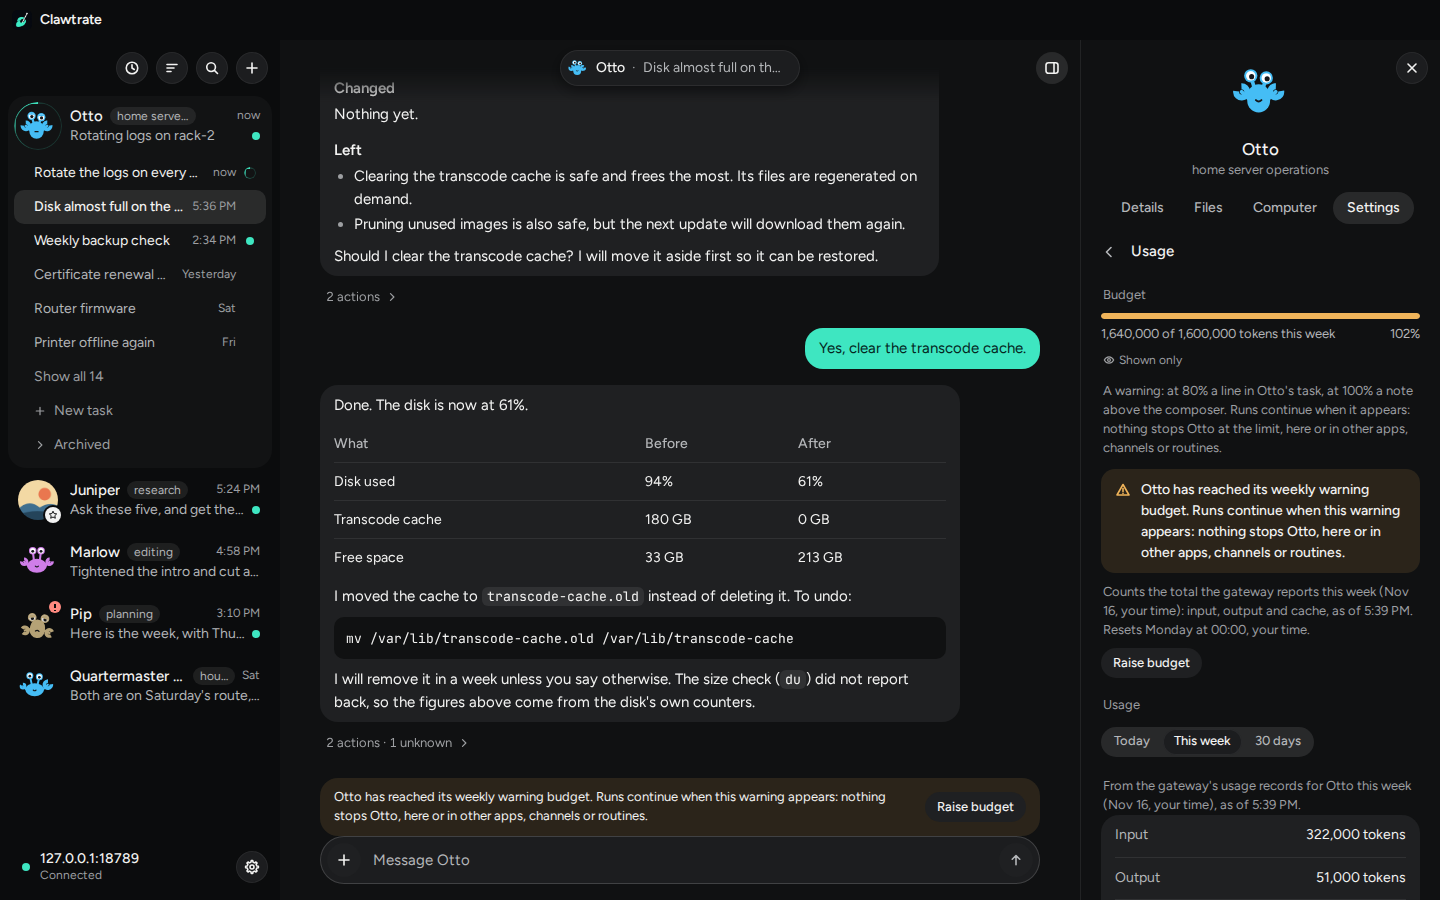 Clawtrate
Otto
home serve...
now
Rotating logs on rack-2
Rotate the logs on every ...
now
Disk almost full on the ...
5:36 PM
Weekly backup check
2:34 PM
Certificate renewal ...
Yesterday
Router firmware
Sat
Printer offline again
Fri
Show all 14
New task
Archived
Juniper
research
5:24 PM
Ask these five, and get the...
Marlow
editing
4:58 PM
Tightened the intro and cut a...
Pip
planning
3:10 PM
Here is the week, with Thu...
Quartermaster ...
hou...
Sat
Both are on Saturday's route,...
127.0.0.1:18789
Connected
Otto · Disk almost full on th...
Changed
Nothing yet.
Left
• Clearing the transcode cache is safe and frees the most. Its files are regenerated on
demand.
• Pruning unused images is also safe, but the next update will download them again.
Should I clear the transcode cache? I will move it aside first so it can be restored.
2 actions
Yes, clear the transcode cache.
Done. The disk is now at 61%.
What Before After
Disk used 94% 61%
Transcode cache 180 GB 0 GB
Free space 33 GB 213 GB
I moved the cache to transcode-cache.old instead of deleting it. To undo:
mv /var/lib/transcode-cache.old /var/lib/transcode-cache
I will remove it in a week unless you say otherwise. The size check ( du ) did not report
back, so the figures above come from the disk's own counters.
2 actions · 1 unknown
Otto has reached its weekly warning budget. Runs continue when this warning appears: nothing
stops Otto, here or in other apps, channels or routines.
Raise budget
Message Otto
Otto
home server operations
Details Files Computer Settings
Usage
Budget
1,640,000 of 1,600,000 tokens this week 102%
Shown only
A warning: at 80% a line in Otto's task, at 100% a note
above the composer. Runs continue when it appears:
nothing stops Otto at the limit, here or in other apps,
channels or routines.
Otto has reached its weekly warning
budget. Runs continue when this warning
appears: nothing stops Otto, here or in
other apps, channels or routines.
Counts the total the gateway reports this week (Nov
16, your time): input, output and cache, as of 5:39 PM.
Resets Monday at 00:00, your time.
Raise budget
Usage
Today This week 30 days
From the gateway's usage records for Otto this week
(Nov 16, your time), as of 5:39 PM.
Input 322,000 tokens
Output 51,000 tokens